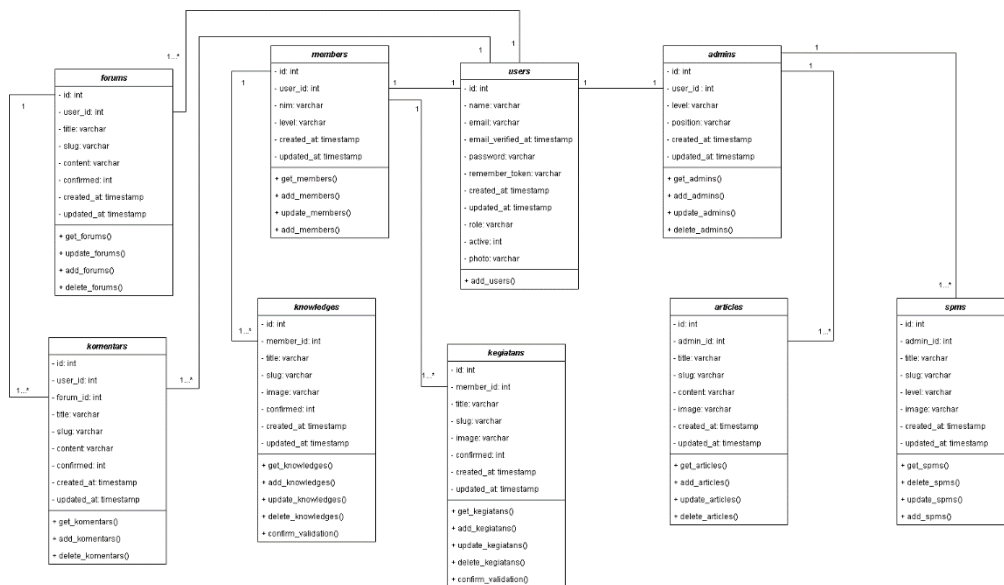 forums
- id: int
- user_id: int
- title: varchar
- slug: varchar
- content: varchar
- confirmed: int
- created_at: timestamp
- updated_at: timestamp
+ get_forums()
+ update_forums()
+ add_forums()
+ delete_forums()
members
- id: int
- user_id: int
- nim: varchar
- level: varchar
- created_at: timestamp
- updated_at: timestamp
+ get_members()
+ add_members()
+ update_members()
+ add_members()
users
- id: int
- name: varchar
- email: varchar
- email_verified_at: timestamp
- password: varchar
- remember_token: varchar
- created_at: timestamp
- updated_at: timestamp
- role: varchar
- active: int
- photo: varchar
+ add_users()
admins
- id: int
- user_id : int
- level: varchar
- position: varchar
- created_at: timestamp
- updated_at: timestamp
+ get_admins()
+ add_admins()
+ update_admins()
+ delete_admins()
komentars
- id: int
- user_id: int
- forum_id: int
- title: varchar
- slug: varchar
- content: varchar
- confirmed: int
- created_at: timestamp
- updated_at: timestamp
+ get_komentars()
+ add_komentars()
+ delete_komentars()
knowledges
- id: int
- member_id: int
- title: varchar
- slug: varchar
- image: varchar
- confirmed: int
- created_at: timestamp
- updated_at: timestamp
+ get_knowledges()
+ add_knowledges()
+ update_knowledges()
+ delete_knowledges()
+ confirm_validation()
kegiatans
- id: int
- member_id: int
- title: varchar
- slug: varchar
- image: varchar
- confirmed: int
- created_at: timestamp
- updated_at: timestamp
+ get_kegiatans()
+ add_kegiatans()
+ update_kegiatans()
+ delete_kegiatans()
+ confirm_validation()
articles
- id: int
- admin_id: int
- title: varchar
- slug: varchar
- content: varchar
- image: varchar
- created_at: timestamp
- updated_at: timestamp
+ get_articles()
+ add_articles()
+ update_articles()
+ delete_articles()
spms
- id: int
- admin_id: int
- title: varchar
- slug: varchar
- level: varchar
- image: varchar
- created_at: timestamp
- updated_at: timestamp
+ get_spms()
+ delete_spms()
+ update_spms()
+ add_spms()
1...*
1
1
1
1
1...*
1
1
1
1
1
1
1
1
1...*
1...*
1...*
1...*
1...*
1...*